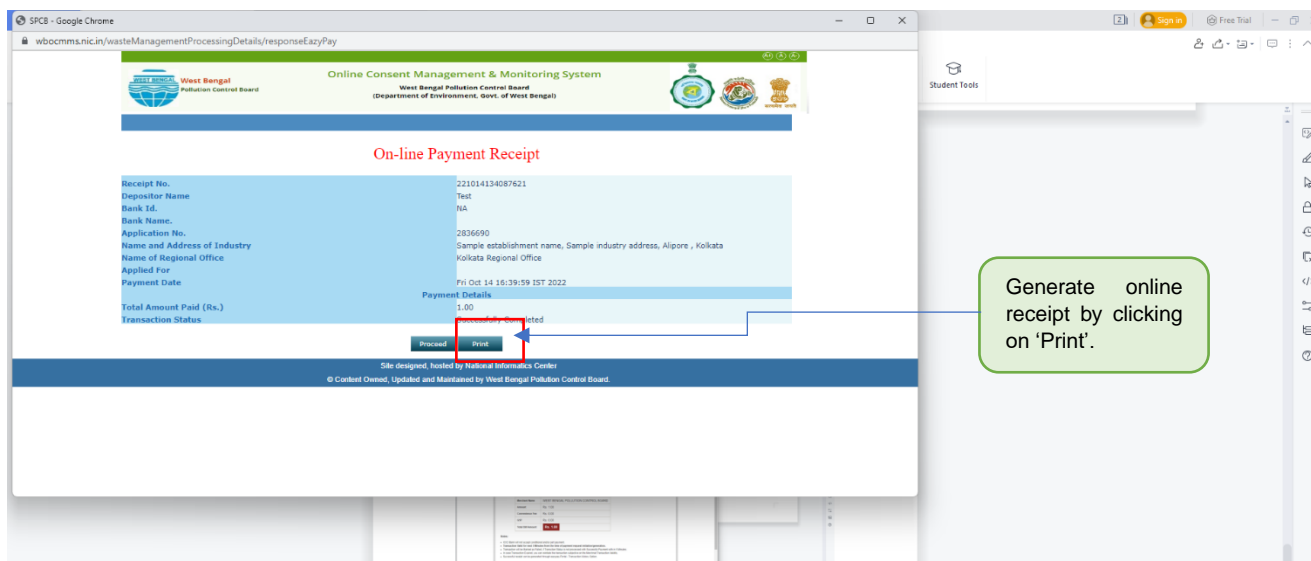 SPCB - Google Chrome
wbocmms.nic.in/wasteManagementProcessingDetails/responseEazyPay
2
Sign in
Free Trial
Student Tools
WEST BENGAL
West Bengal
Pollution Control Board
Online Consent Management & Monitoring System
West Bengal Pollution Control Board
(Department of Environment, Govt. of West Bengal)
On-line Payment Receipt
Receipt No. 221014134087621
Depositor Name Test
Bank Id. NA
Bank Name.
Application No. 2836690
Name and Address of Industry Sample establishment name, Sample industry address, Alipore , Kolkata
Name of Regional Office Kolkata Regional Office
Applied For
Payment Date Fri Oct 14 16:39:59 IST 2022
Payment Details
Total Amount Paid (Rs.) 1.00
Transaction Status Successfully Completed
Proceed Print
Site designed, hosted by National Informatics Center
© Content Owned, Updated and Maintained by West Bengal Pollution Control Board.
Generate online
receipt by clicking
on ‘Print’.